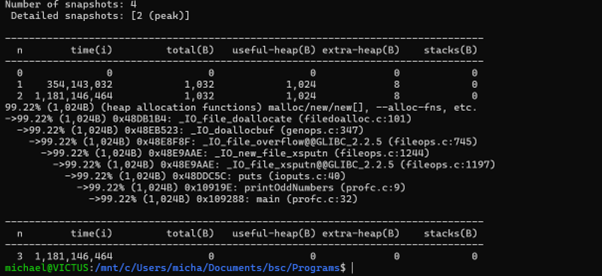 Number of snapshots: 4
 Detailed snapshots: [2 (peak)]
--------------------------------------------------------------------------------
  n        time(i)         total(B)   useful-heap(B) extra-heap(B)    stacks(B)
--------------------------------------------------------------------------------
  0              0                0                0             0            0
  1    354,143,032            1,032            1,024             8            0
  2  1,181,146,464            1,032            1,024             8            0
99.22% (1,024B) (heap allocation functions) malloc/new/new[], --alloc-fns, etc.
->99.22% (1,024B) 0x48DB1B4: _IO_file_doallocate (filedoalloc.c:101)
  ->99.22% (1,024B) 0x48EB523: _IO_doallocbuf (genops.c:347)
    ->99.22% (1,024B) 0x48E8F8F: _IO_file_overflow@@GLIBC_2.2.5 (fileops.c:745)
      ->99.22% (1,024B) 0x48E9AAE: _IO_new_file_xsputn (fileops.c:1244)
        ->99.22% (1,024B) 0x48E9AAE: _IO_file_xsputn@@GLIBC_2.2.5 (fileops.c:1197)
          ->99.22% (1,024B) 0x48DDC5C: puts (ioputs.c:40)
            ->99.22% (1,024B) 0x10919E: printOddNumbers (profc.c:9)
              ->99.22% (1,024B) 0x109288: main (profc.c:32)
--------------------------------------------------------------------------------
  n        time(i)         total(B)   useful-heap(B) extra-heap(B)    stacks(B)
--------------------------------------------------------------------------------
  3  1,181,146,464                0                0             0            0
michael@VICTUS:/mnt/c/Users/micha/Documents/bsc/Programs$